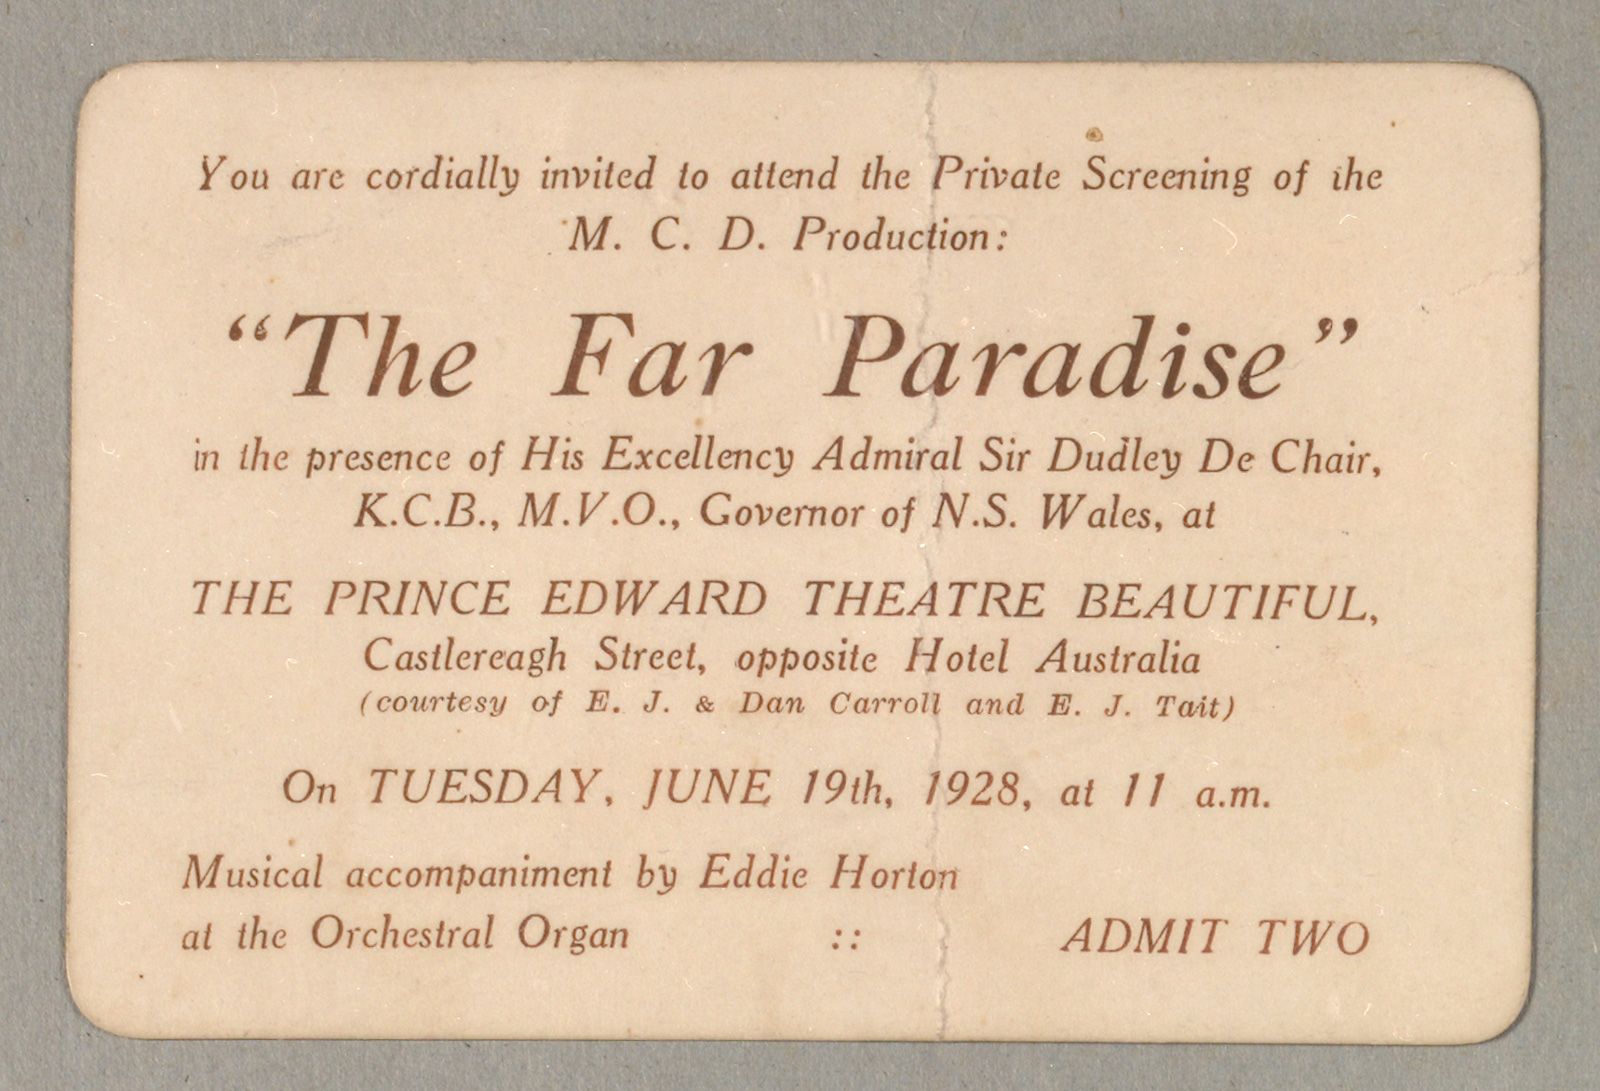 You are cordially invited to attend the Private Screening of the
M. C. D. Production:
“The Far Paradise”
in the presence of His Excellency Admiral Sir Dudley De Chair,
K.C.B., M.V.O., Governor of N.S. Wales, at
THE PRINCE EDWARD THEATRE BEAUTIFUL,
Castlereagh Street, opposite Hotel Australia
(courtesy of E. J. & Dan Carroll and E. J. Tait)
On TUESDAY, JUNE 19th, 1928, at 11 a.m.
Musical accompaniment by Eddie Horton
at the Orchestral Organ :: ADMIT TWO